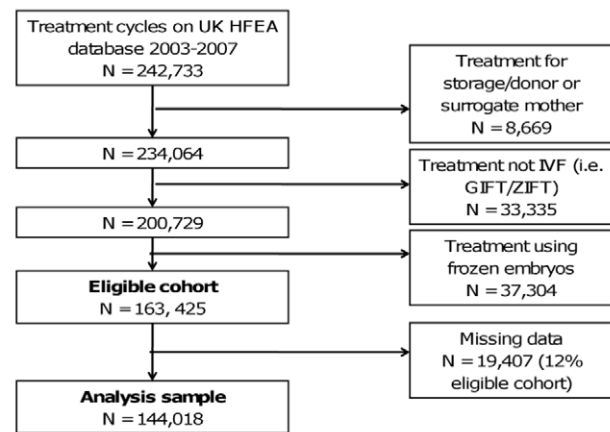 Treatment cycles on UK HFEA
database 2003-2007
N = 242,733
Treatment for
storage/donor or
surrogate mother
N = 8,669
N = 234,064
Treatment not IVF (i.e.
GIFT/ZIFT)
N = 33,335
N = 200,729
Treatment using
frozen embryos
N = 37,304
Eligible cohort
N = 163, 425
Missing data
N = 19,407 (12%
eligible cohort)
Analysis sample
N = 144,018